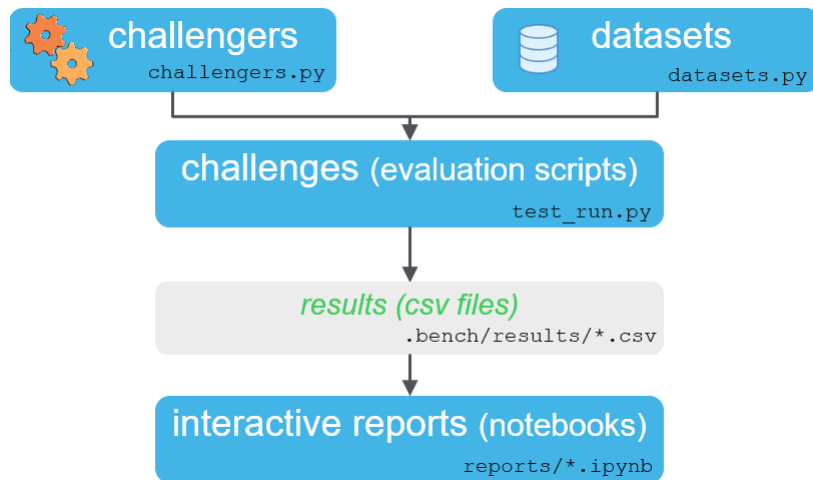 challengers
challengers.py
datasets
datasets.py
challenges (evaluation scripts)
test_run.py
results (csv files)
.bench/results/*.csv
interactive reports (notebooks)
reports/*.ipynb